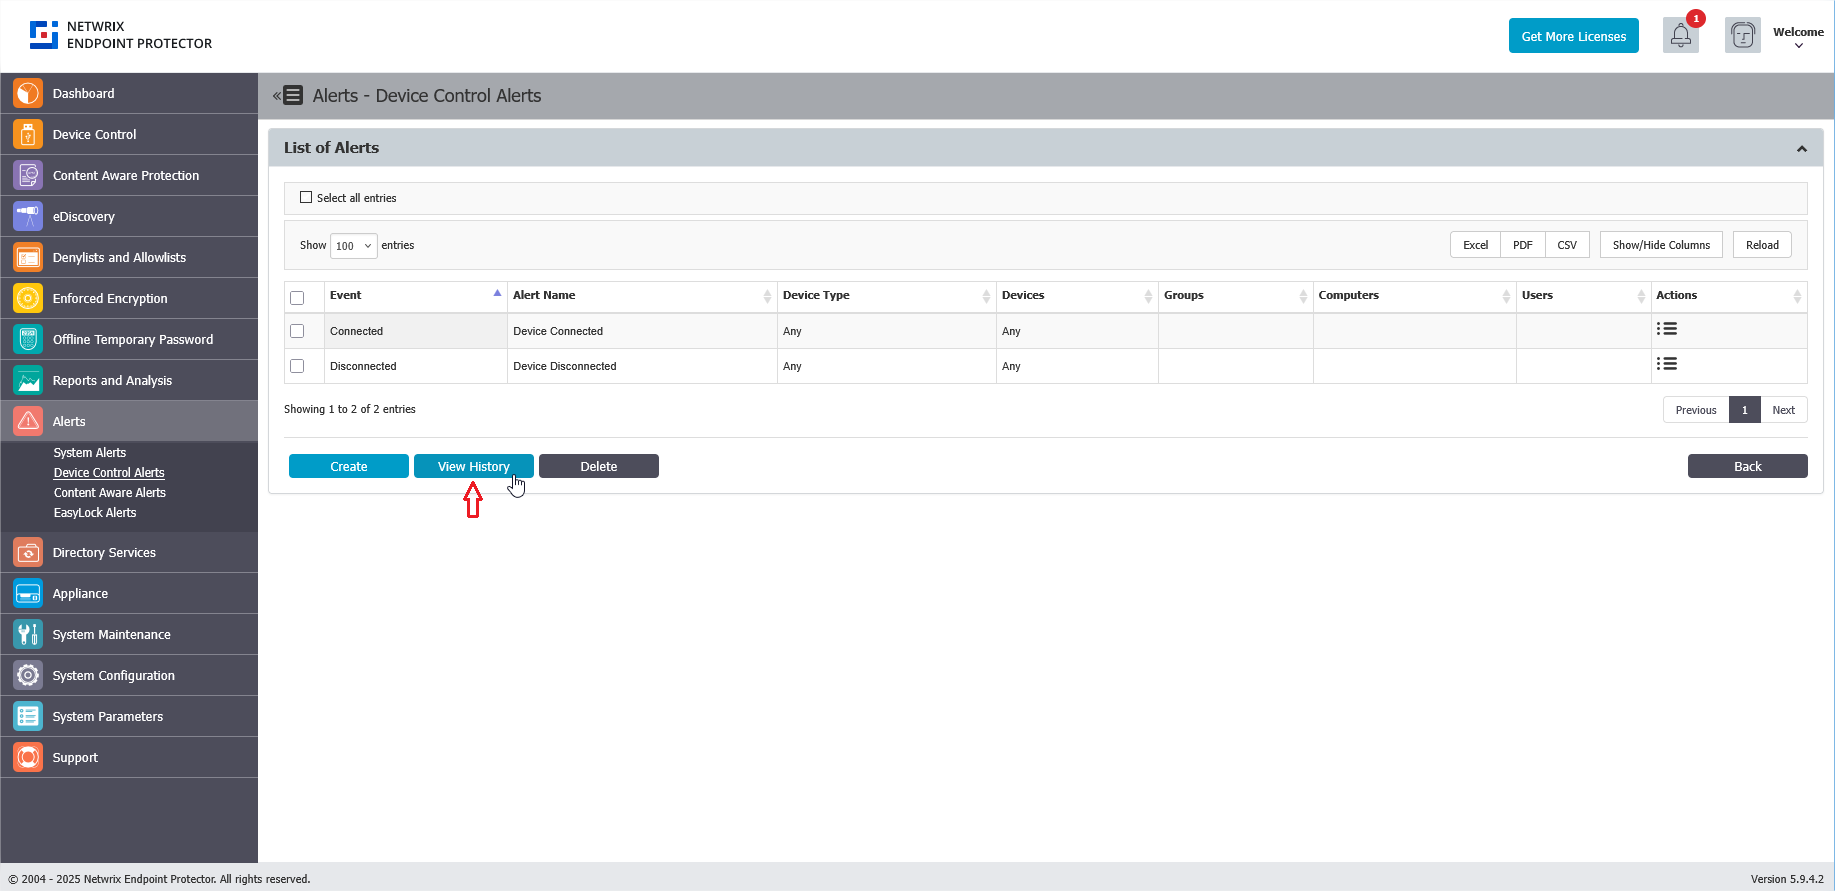 NETWRIX
ENDPOINT PROTECTOR
Get More Licenses
1
Welcome
Dashboard
Device Control
Content Aware Protection
eDiscovery
Denylists and Allowlists
Enforced Encryption
Offline Temporary Password
Reports and Analysis
Alerts
System Alerts
Device Control Alerts
Content Aware Alerts
EasyLock Alerts
Directory Services
Appliance
System Maintenance
System Configuration
System Parameters
Support
« Alerts - Device Control Alerts
List of Alerts
Select all entries
Show 100 entries
Excel PDF CSV Show/Hide Columns Reload
Event Alert Name Device Type Devices Groups Computers Users Actions
Connected Device Connected Any Any
Disconnected Device Disconnected Any Any
Showing 1 to 2 of 2 entries
Previous 1 Next
Create View History Delete Back
© 2004 - 2025 Netwrix Endpoint Protector. All rights reserved.
Version 5.9.4.2